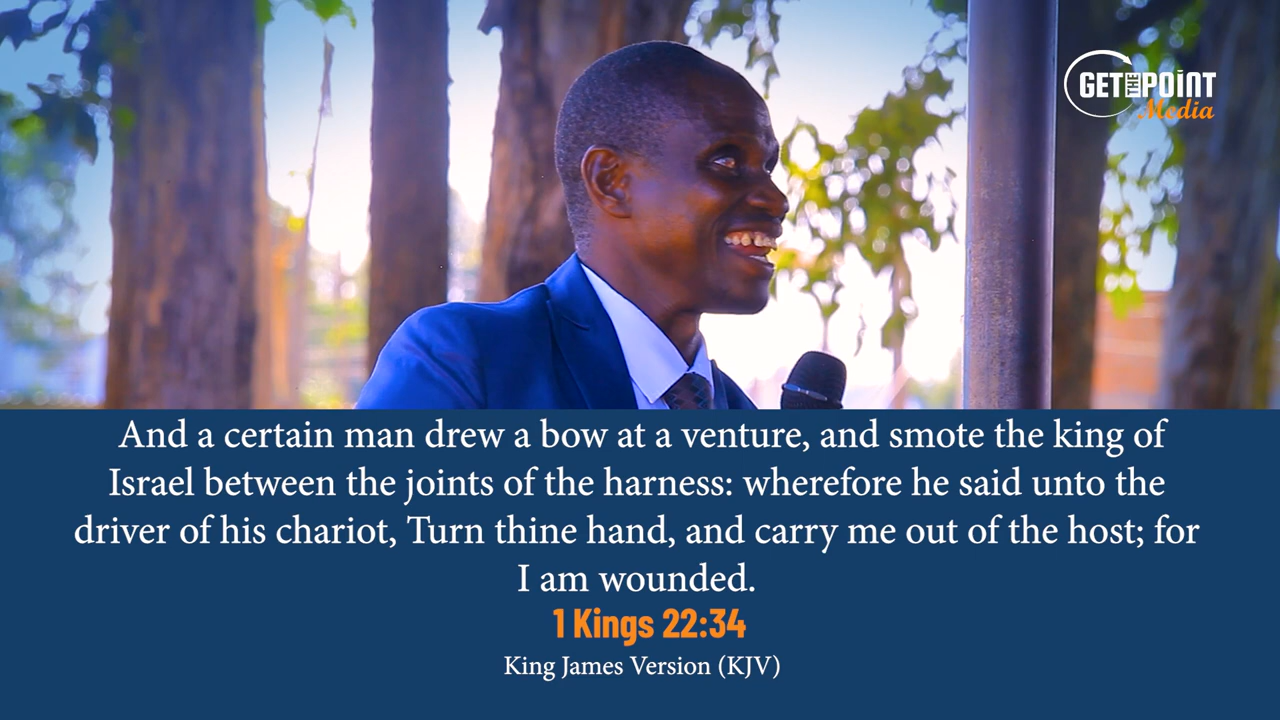 GET THE POINT
Media
And a certain man drew a bow at a venture, and smote the king of
Israel between the joints of the harness: wherefore he said unto the
driver of his chariot, Turn thine hand, and carry me out of the host; for
I am wounded.
1 Kings 22:34
King James Version (KJV)